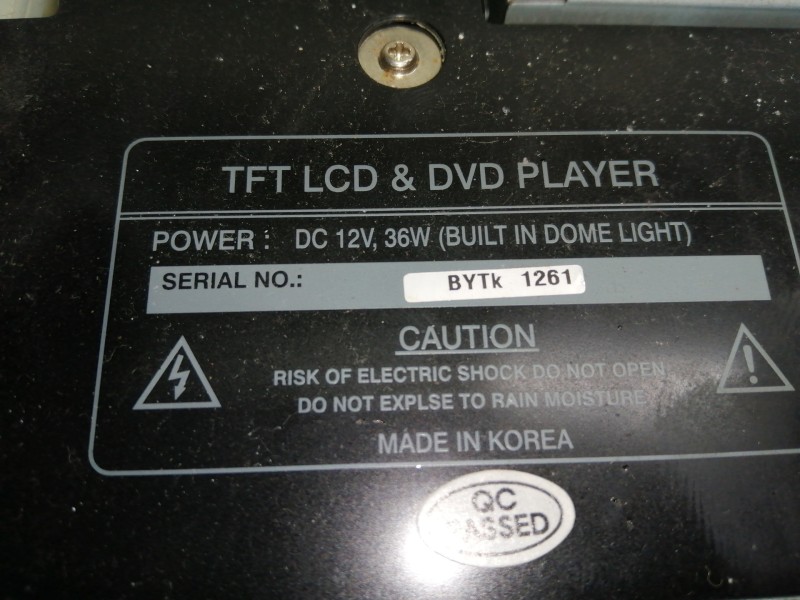 TFT LCD & DVD PLAYER
POWER : DC 12V, 36W (BUILT IN DOME LIGHT)
SERIAL NO.: BYTk 1261
CAUTION
RISK OF ELECTRIC SHOCK DO NOT OPEN
DO NOT EXPLSE TO RAIN MOISTURE
MADE IN KOREA
QC
PASSED